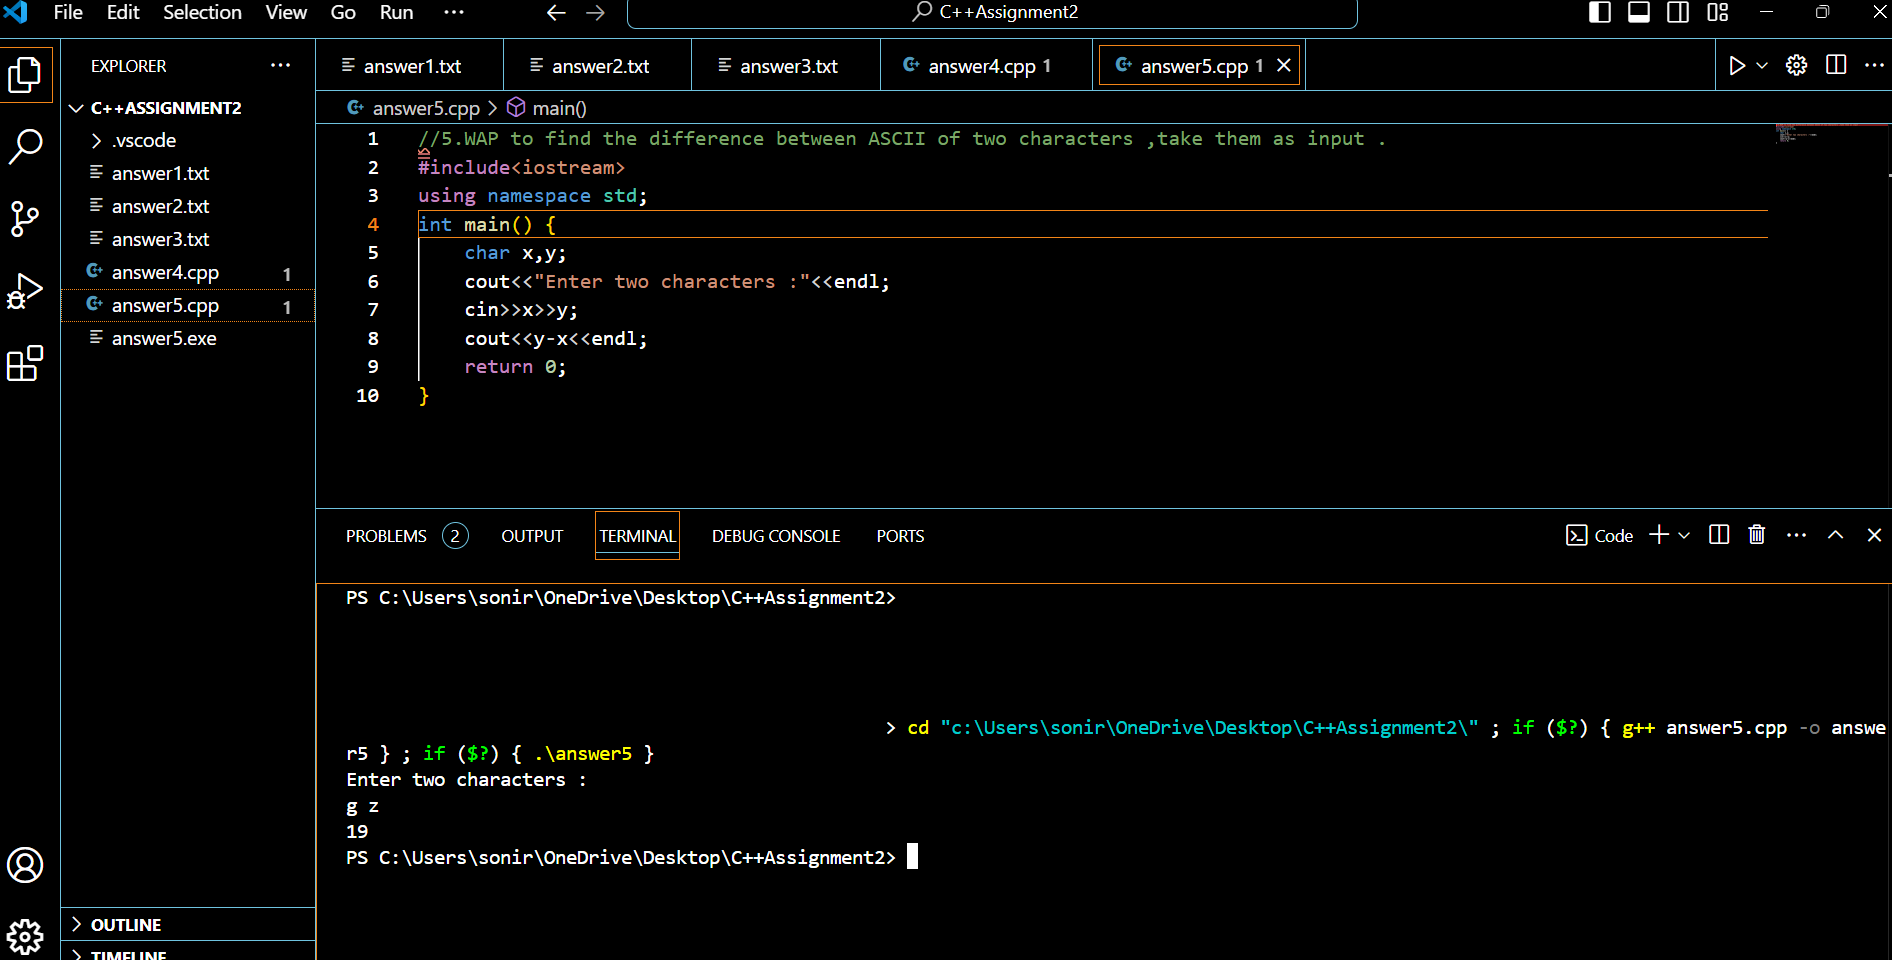 File Edit Selection View Go Run ··· C++Assignment2
EXPLORER ···
C++ASSIGNMENT2
.vscode
answer1.txt
answer2.txt
answer3.txt
answer4.cpp 1
answer5.cpp 1
answer5.exe
OUTLINE
TIMELINE
answer1.txt answer2.txt answer3.txt answer4.cpp 1 answer5.cpp 1
answer5.cpp > main()
1 //5.WAP to find the difference between ASCII of two characters ,take them as input .
2 #include<iostream>
3 using namespace std;
4 int main() {
5 char x,y;
6 cout<<"Enter two characters :"<<endl;
7 cin>>x>>y;
8 cout<<y-x<<endl;
9 return 0;
10 }
PROBLEMS 2 OUTPUT TERMINAL DEBUG CONSOLE PORTS Code
PS C:\Users\sonir\OneDrive\Desktop\C++Assignment2>
> cd "c:\Users\sonir\OneDrive\Desktop\C++Assignment2\" ; if ($?) { g++ answer5.cpp -o answe
r5 } ; if ($?) { .\answer5 }
Enter two characters :
g z
19
PS C:\Users\sonir\OneDrive\Desktop\C++Assignment2>